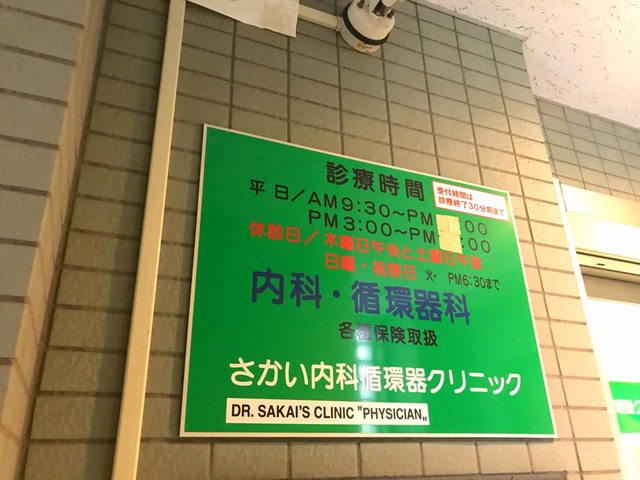 診療時間
受付時間は
診療終了30分前まで
平日/AM9:30〜PM :00
PM3:00〜PM :00
休診日/木曜日午後と土曜日午後
日曜・祝祭日 火・ PM6:30まで
内科・循環器科
各種保険取扱
さかい内科循環器クリニック
DR. SAKAI'S CLINIC "PHYSICIAN„